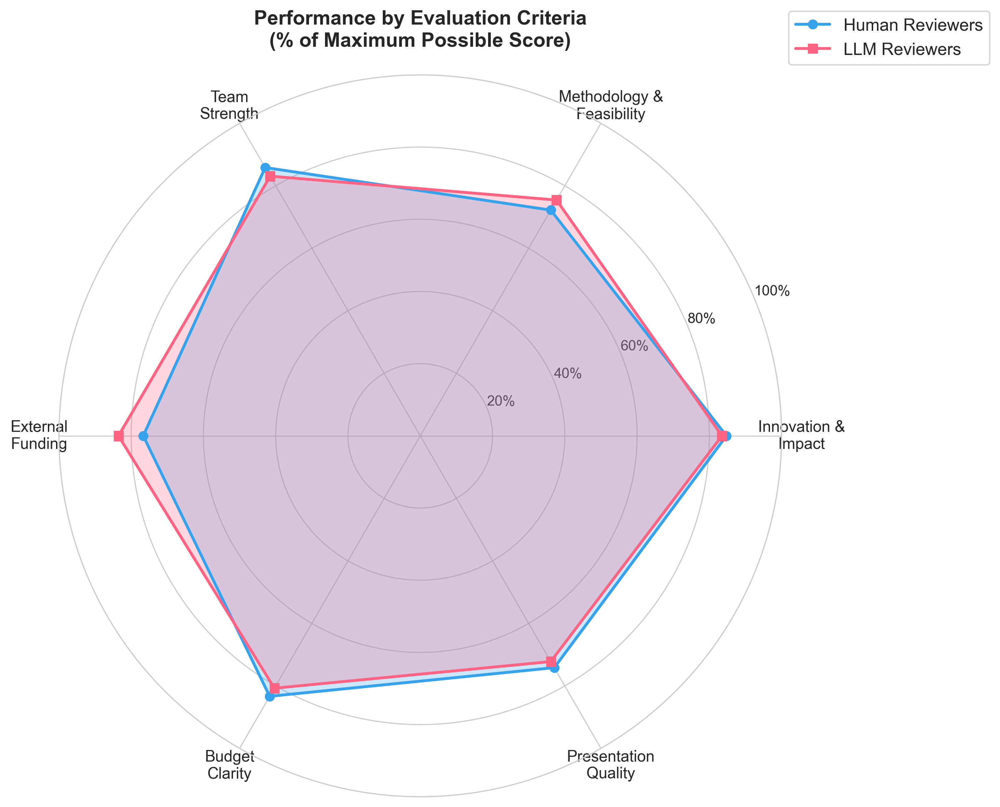 Performance by Evaluation Criteria
(% of Maximum Possible Score)
Human Reviewers
LLM Reviewers
Team
Strength
Methodology &
Feasibility
100%
80%
60%
40%
20%
External
Funding
Innovation &
Impact
Budget
Clarity
Presentation
Quality